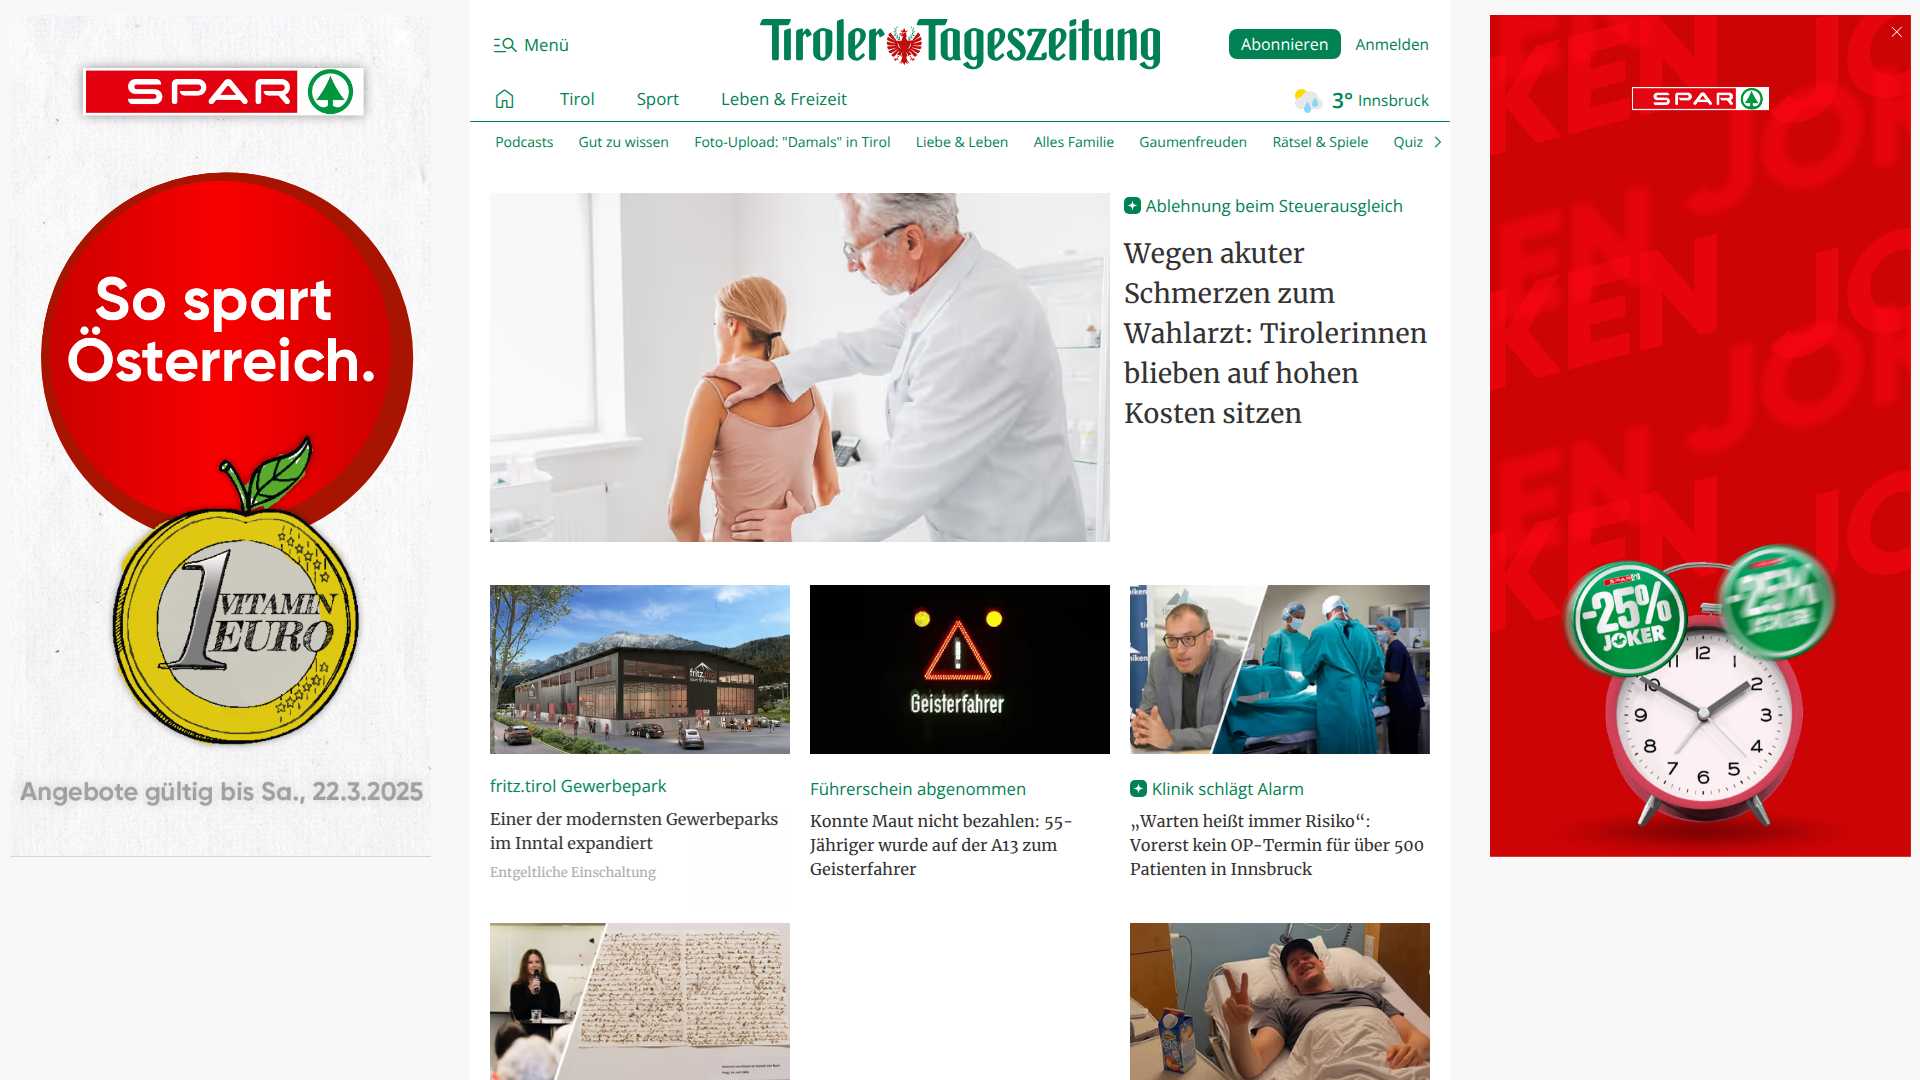 SPAR
So spart
Österreich.
1 VITAMIN
EURO
Angebote gültig bis Sa., 22.3.2025
Menü
Tiroler Tageszeitung
Abonnieren
Anmelden
Tirol
Sport
Leben & Freizeit
3° Innsbruck
Podcasts
Gut zu wissen
Foto-Upload: "Damals" in Tirol
Liebe & Leben
Alles Familie
Gaumenfreuden
Rätsel & Spiele
Quiz
Ablehnung beim Steuerausgleich
Wegen akuter
Schmerzen zum
Wahlarzt: Tirolerinnen
blieben auf hohen
Kosten sitzen
fritz.tirol
Geisterfahrer
fritz.tirol Gewerbepark
Einer der modernsten Gewerbeparks
im Inntal expandiert
Entgeltliche Einschaltung
Führerschein abgenommen
Konnte Maut nicht bezahlen: 55-
Jähriger wurde auf der A13 zum
Geisterfahrer
Klinik schlägt Alarm
„Warten heißt immer Risiko“:
Vorerst kein OP-Termin für über 500
Patienten in Innsbruck
SPAR
-25%
JOKER
-25%
JOKER
12
1
2
3
4
5
6
7
8
9
10
11